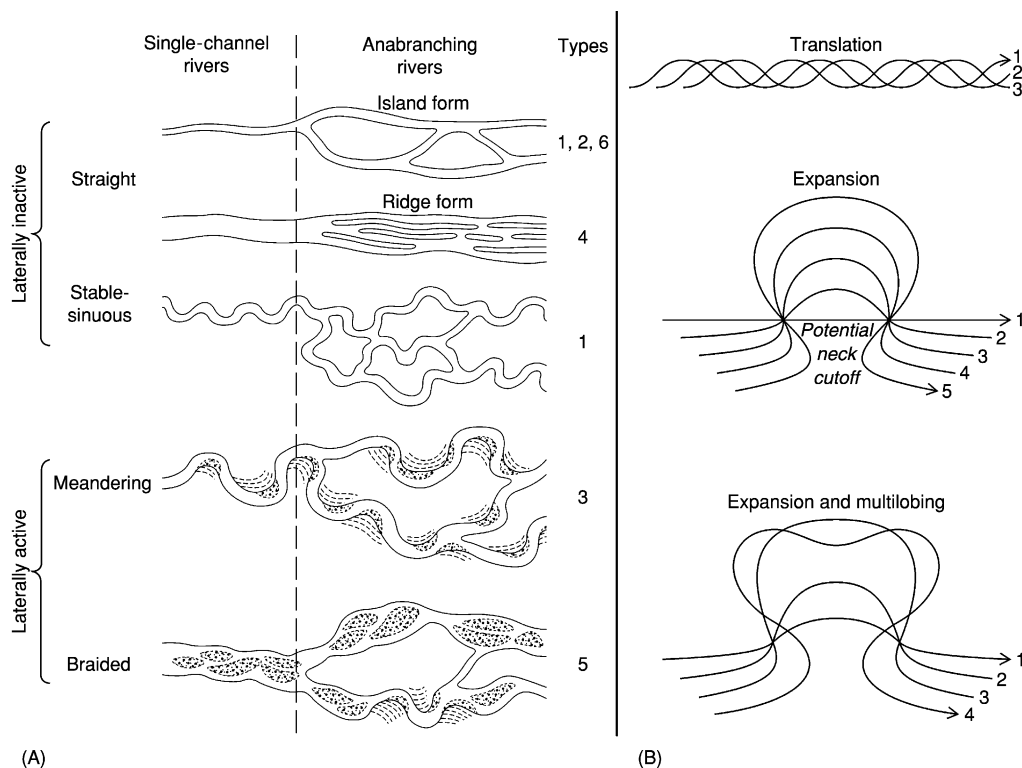 Single-channel
rivers
Anabranching
rivers
Types
Island form
1, 2, 6
Laterally inactive
Straight
Ridge form
4
Stable-
sinuous
1
Laterally active
Meandering
3
Braided
5
(A)
Translation
1
2
3
Expansion
1
Potential
neck
cutoff
2
3
4
5
Expansion and multilobing
1
2
3
4
(B)